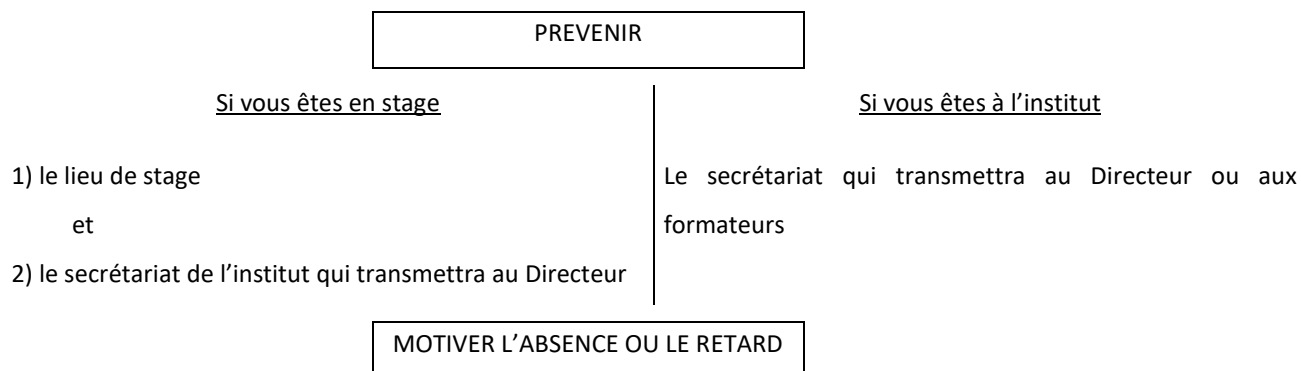 PREVENIR
Si vous êtes en stage
1) le lieu de stage
et
2) le secrétariat de l’institut qui transmettra au Directeur
Si vous êtes à l’institut
Le secrétariat qui transmettra au Directeur ou aux
formateurs
MOTIVER L’ABSENCE OU LE RETARD